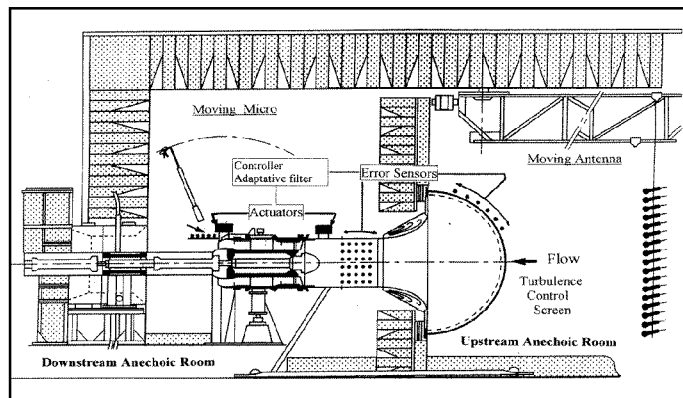 Moving Micro
Moving Antenna
Controller
Adaptative filter
Error Sensors
Actuators
Flow
Turbulence
Control
Screen
Upstream Anechoic Room
Downstream Anechoic Room